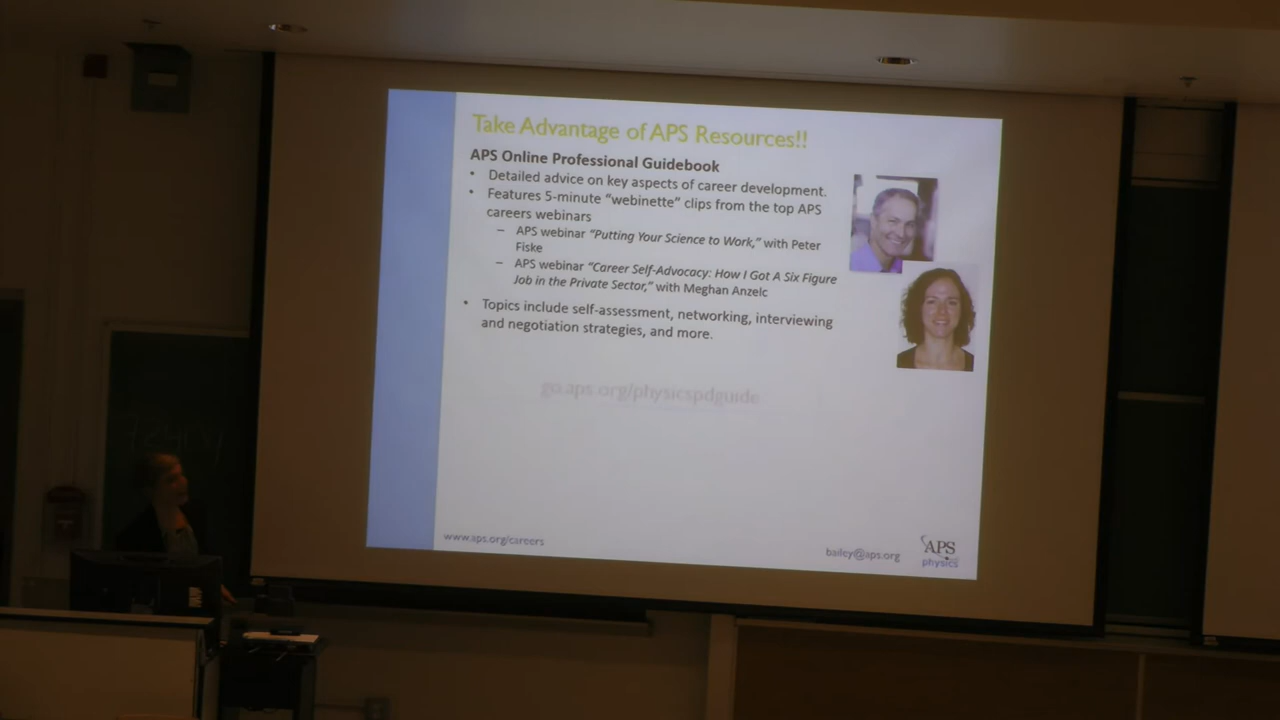 Take Advantage of APS Resources!!
APS Online Professional Guidebook
• Detailed advice on key aspects of career development.
• Features 5-minute “webinette” clips from the top APS
careers webinars
– APS webinar “Putting Your Science to Work,” with Peter
Fiske
– APS webinar “Career Self-Advocacy: How I Got A Six Figure
Job in the Private Sector,” with Meghan Anzelc
• Topics include self-assessment, networking, interviewing
and negotiation strategies, and more.
go.aps.org/physicspdguide
www.aps.org/careers
bailey@aps.org
APS
physics